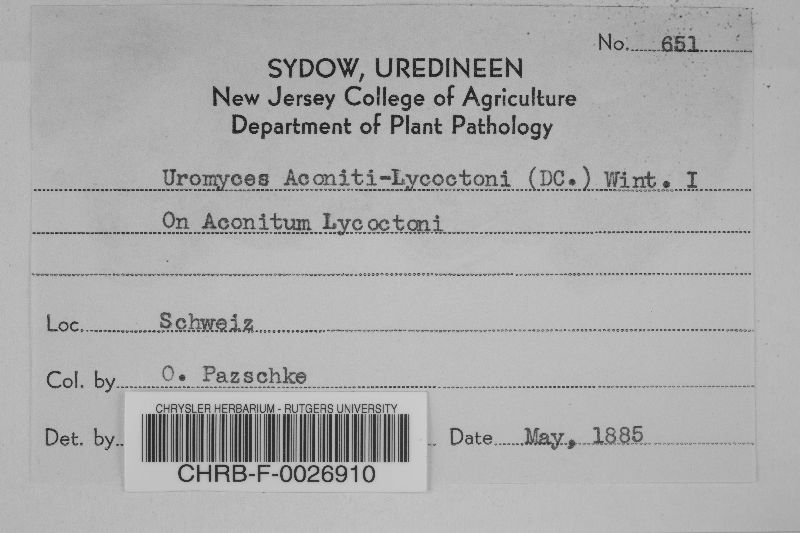 No. 651
SYDOW, UREDINEEN
New Jersey College of Agriculture
Department of Plant Pathology
Uromyces Aconiti-Lycoctoni (DC.) Wint. I
On Aconitum Lycoctoni
Loc. Schweiz
Col. by O. Pazschke
Det. by Date May, 1885
CHRYSLER HERBARIUM - RUTGERS UNIVERSITY
CHRB-F-0026910